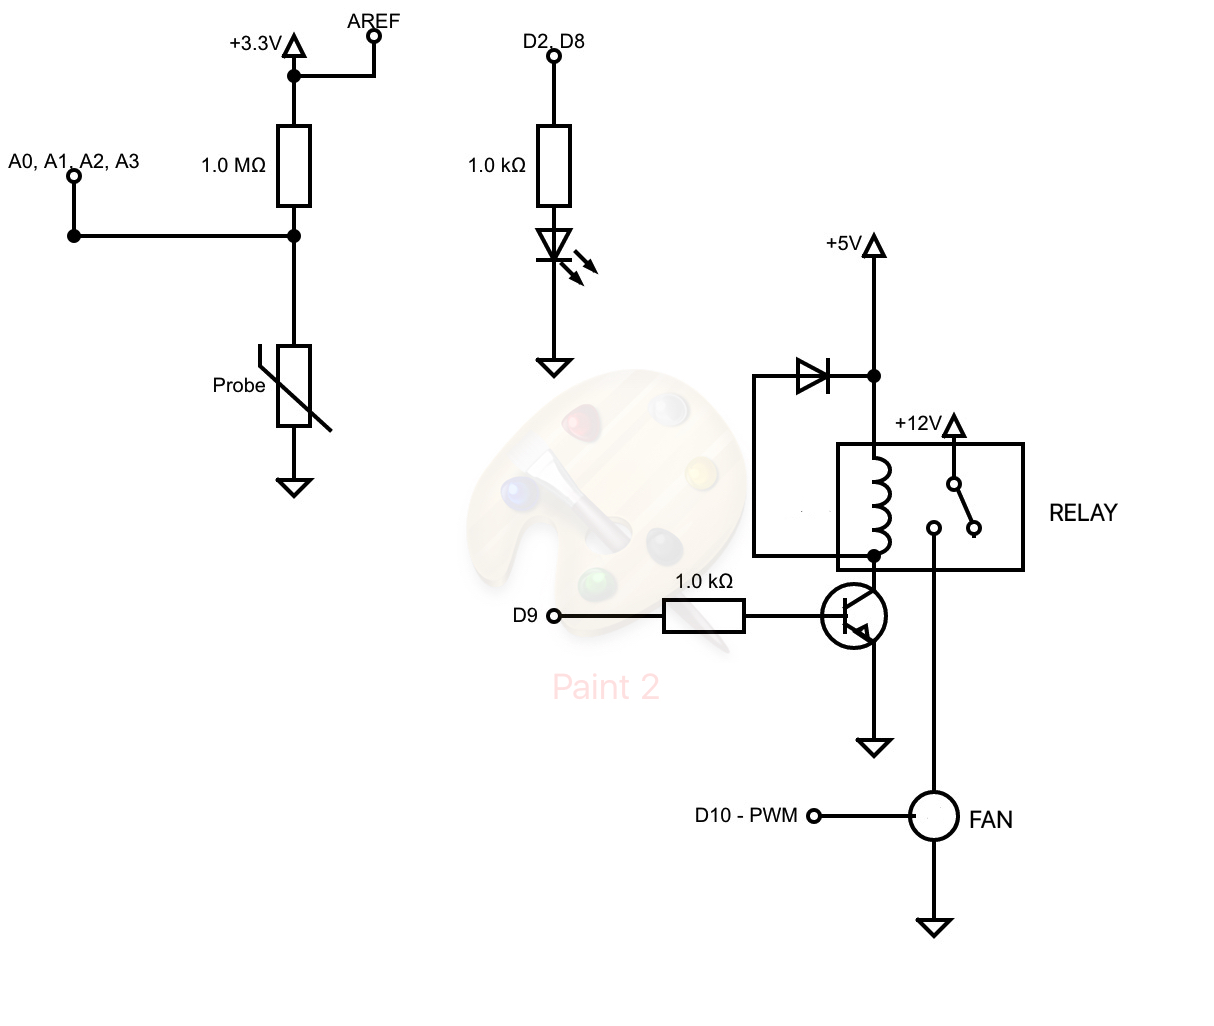 AREF
+3.3V
D2, D8
A0, A1, A2, A3
1.0 MΩ
1.0 kΩ
+5V
Probe
+12V
RELAY
1.0 kΩ
D9
Paint 2
D10 - PWM
FAN